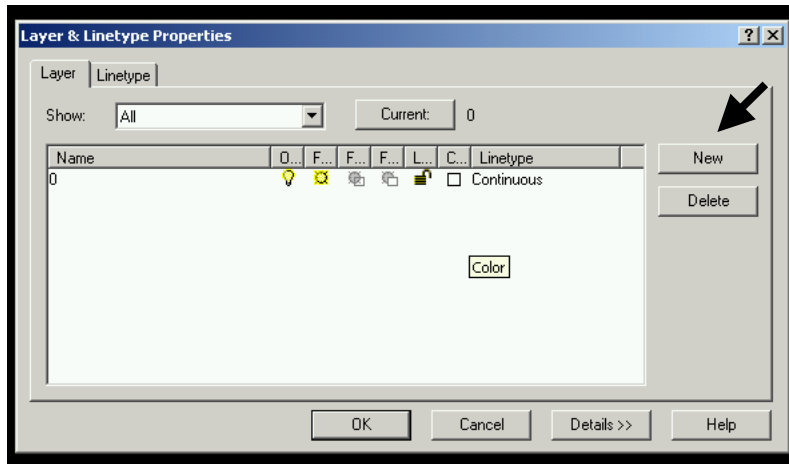 Layer & Linetype Properties ? ×
Layer Linetype
Show: All Current: 0
Name O... F... F... F... L... C... Linetype New
0 Continuous
Delete
Color
OK Cancel Details >> Help